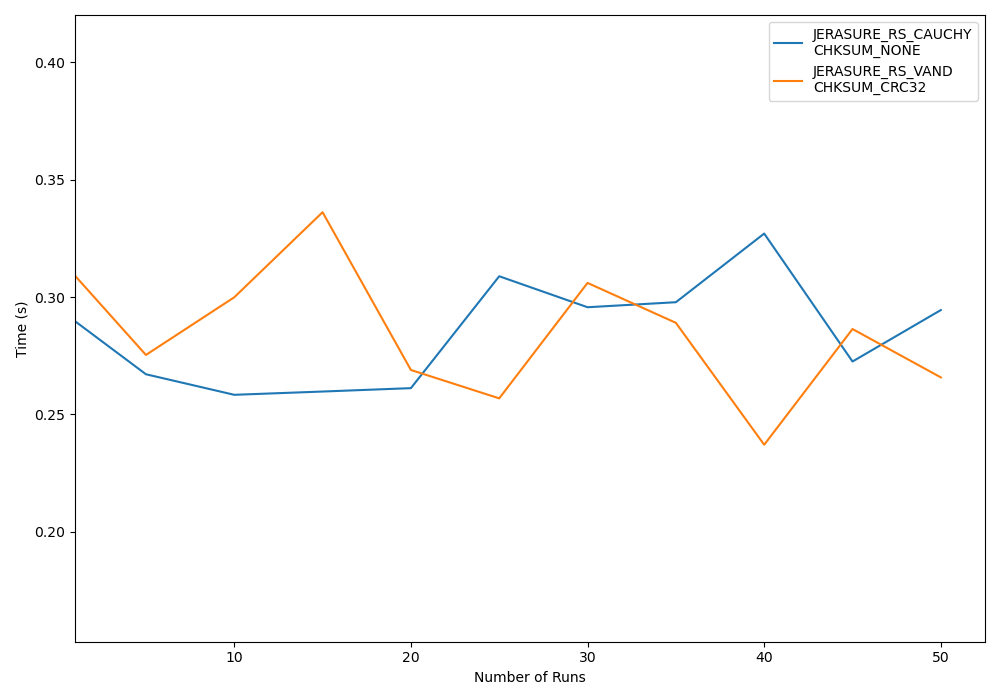 JERASURE_RS_CAUCHY
CHKSUM_NONE
JERASURE_RS_VAND
CHKSUM_CRC32
Time (s)
0.40
0.35
0.30
0.25
0.20
10
20
30
40
50
Number of Runs